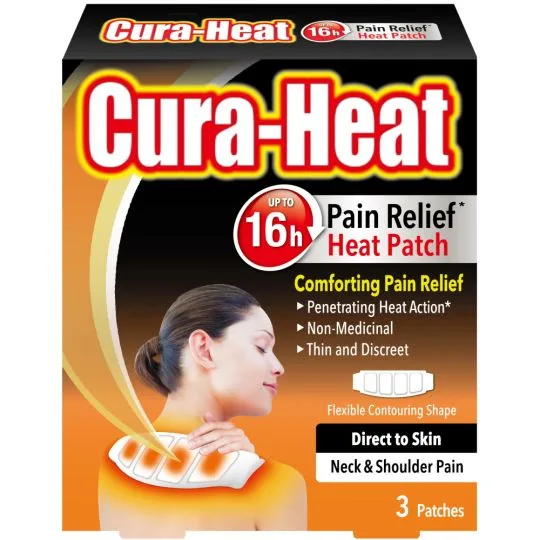 Cura-Heat UP TO 16h Pain Relief* Heat Patch
Cura-Heat
UP TO
16h
Pain Relief*
Heat Patch
Comforting Pain Relief
▶ Penetrating Heat Action*
▶ Non-Medicinal
▶ Thin and Discreet
Flexible Contouring Shape
Direct to Skin
Neck & Shoulder Pain
3 Patches